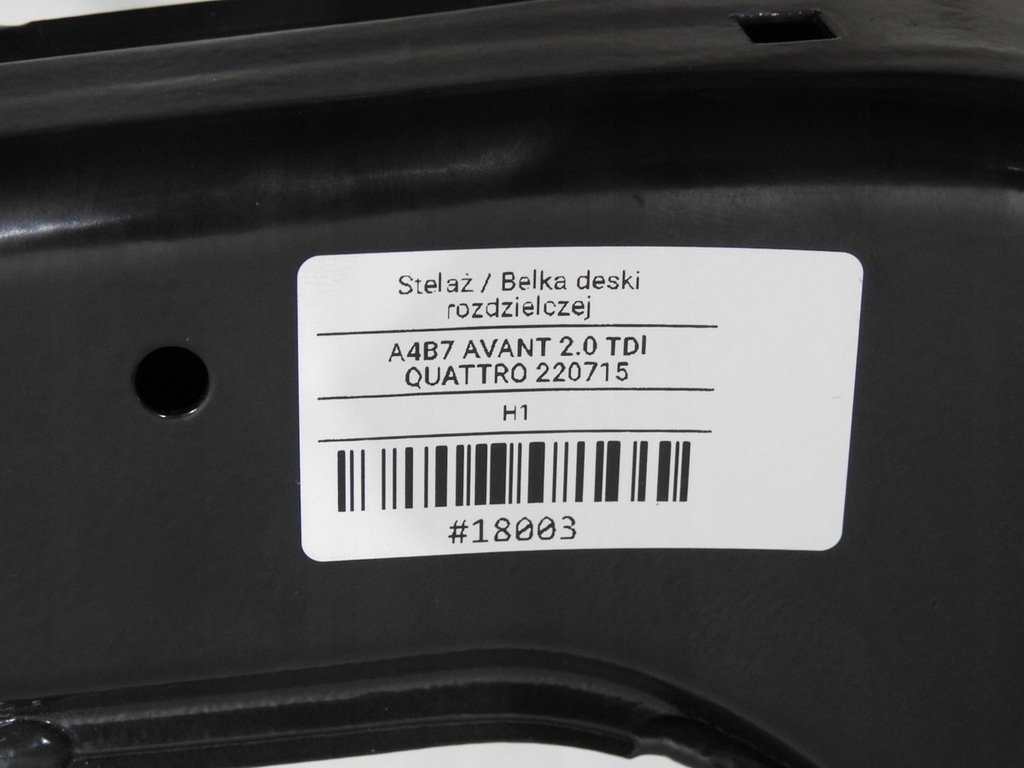 Stelaż / Belka deski
rozdzielczej
A4B7 AVANT 2.0 TDI
QUATTRO 220715
H1
#18003